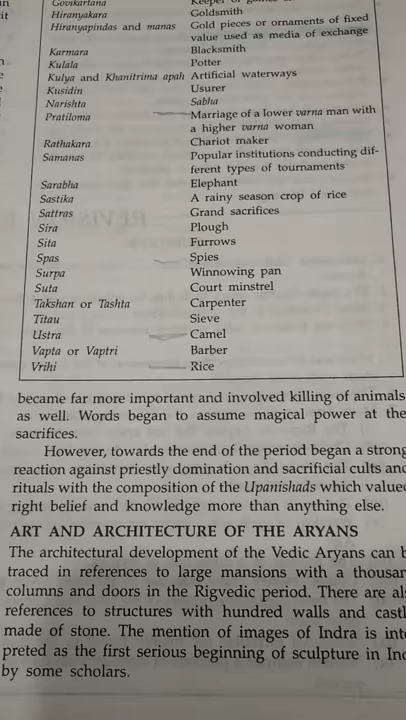 Govikartana Keeper of games
Hiranyakara Goldsmith
Hiranyapindas and manas Gold pieces or ornaments of fixed
value used as media of exchange
Karmara Blacksmith
Kulala Potter
Kulya and Khanitrima apah Artificial waterways
Kusidin Usurer
Narishta Sabha
Pratiloma Marriage of a lower varna man with
a higher varna woman
Rathakara Chariot maker
Samanas Popular institutions conducting dif-
ferent types of tournaments
Sarabha Elephant
Sastika A rainy season crop of rice
Sattras Grand sacrifices
Sira Plough
Sita Furrows
Spas Spies
Surpa Winnowing pan
Suta Court minstrel
Takshan or Tashta Carpenter
Titau Sieve
Ustra Camel
Vapta or Vaptri Barber
Vrihi Rice
became far more important and involved killing of animals
as well. Words began to assume magical power at the
sacrifices.
However, towards the end of the period began a strong
reaction against priestly domination and sacrificial cults and
rituals with the composition of the Upanishads which value
right belief and knowledge more than anything else.
ART AND ARCHITECTURE OF THE ARYANS
The architectural development of the Vedic Aryans can b
traced in references to large mansions with a thousan
columns and doors in the Rigvedic period. There are als
references to structures with hundred walls and castl
made of stone. The mention of images of Indra is inte
preted as the first serious beginning of sculpture in Ind
by some scholars.